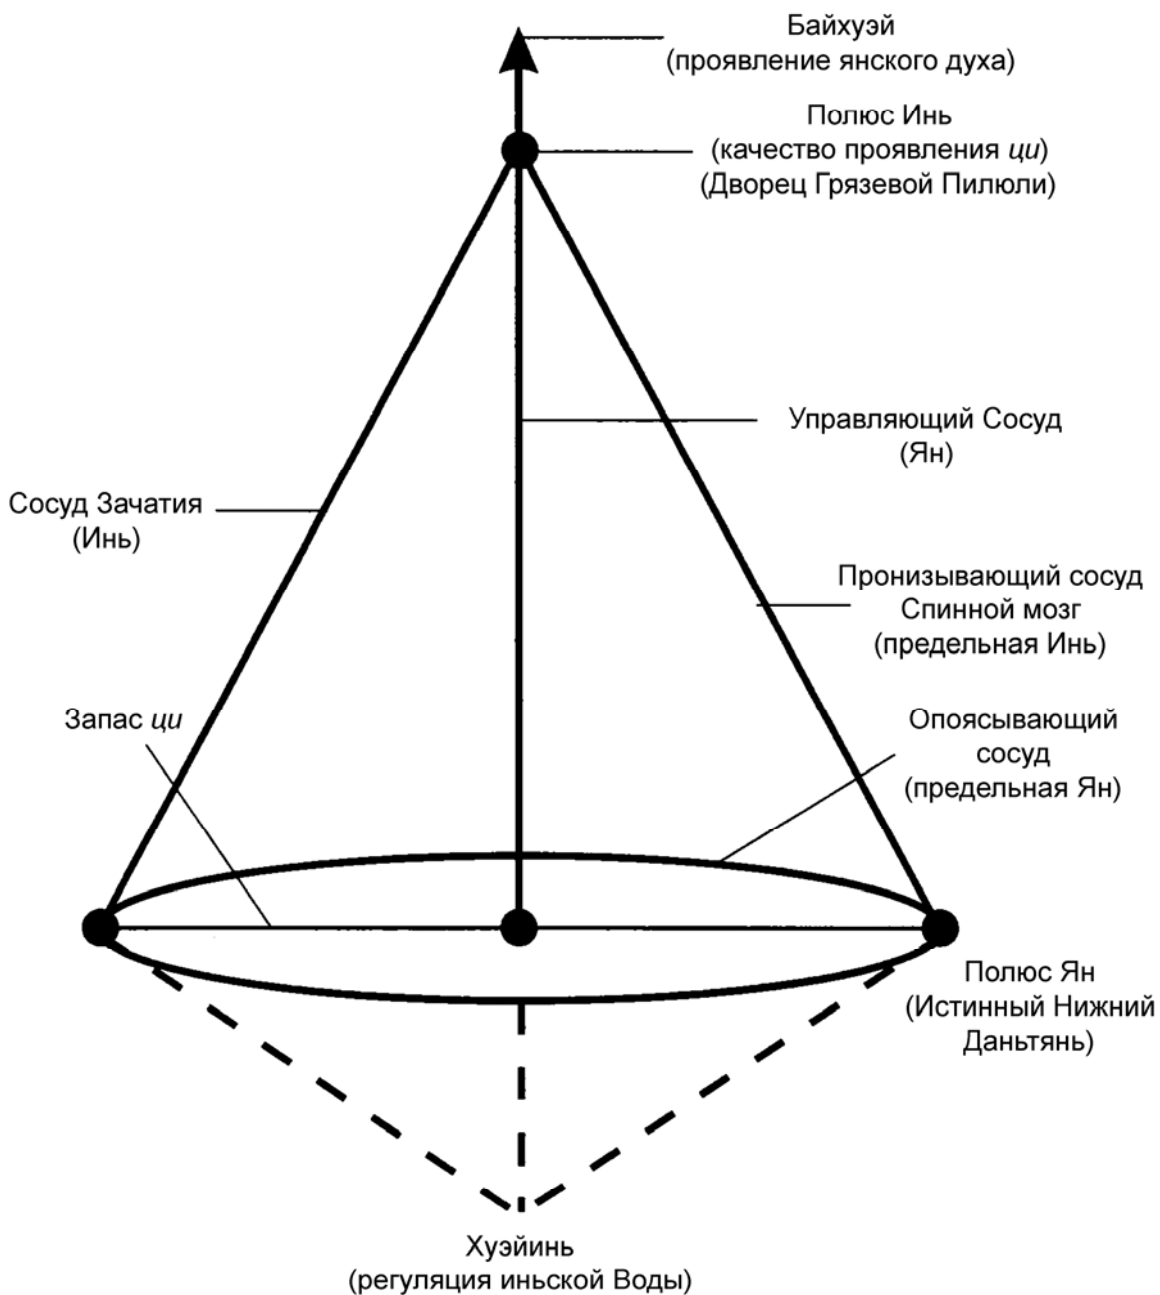 Байхуэй
(проявление янского духа)
Полюс Инь
(качество проявления ци)
(Дворец Грязевой Пилюли)
Управляющий Сосуд
(Ян)
Сосуд Зачатия
(Инь)
Пронизывающий сосуд
Спинной мозг
(предельная Инь)
Запас ци
Опоясывающий
сосуд
(предельная Ян)
Полюс Ян
(Истинный Нижний
Даньтянь)
Хуэйинь
(регуляция иньской Воды)